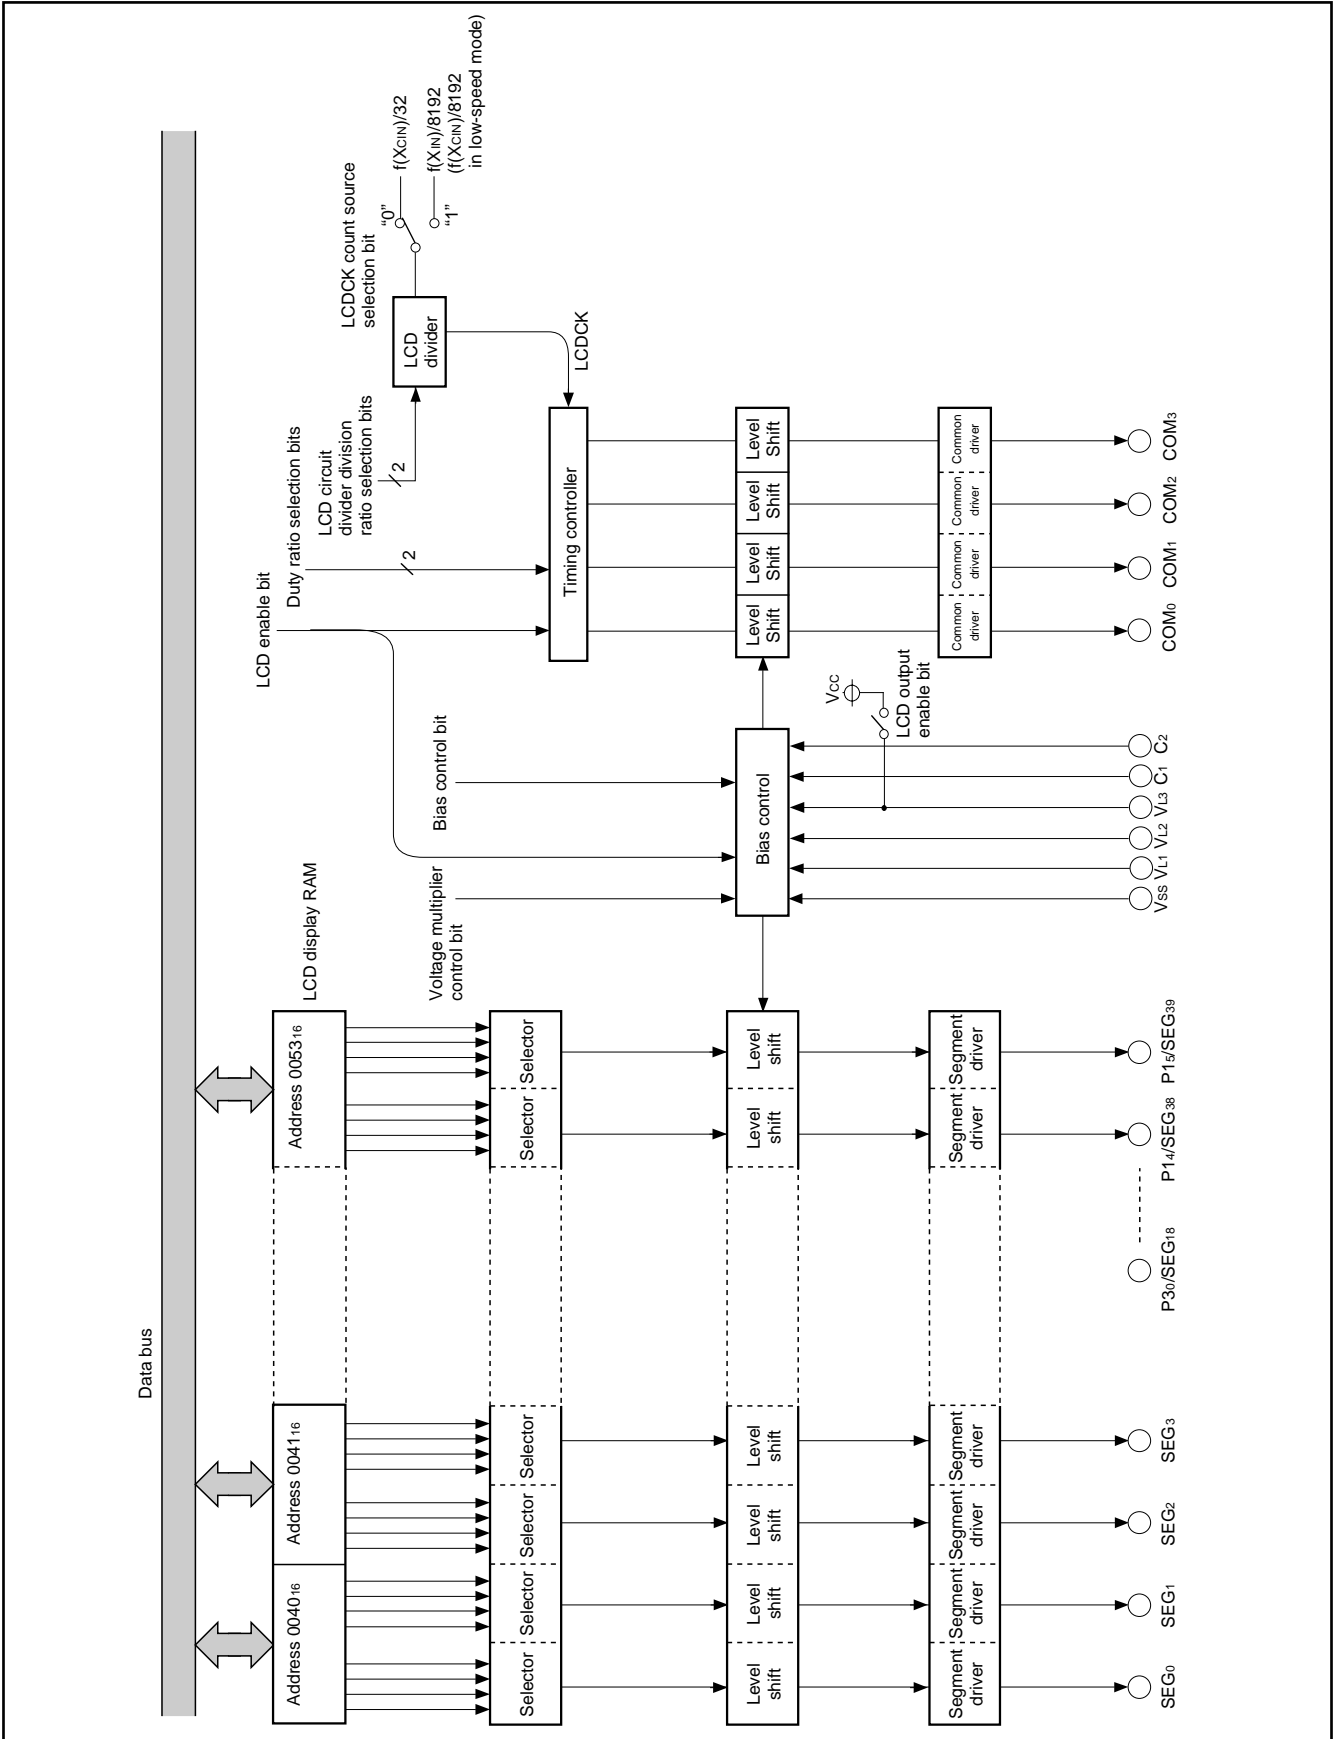 Data bus
Address 004016
Address 004116
Address 005316
LCD display RAM
LCD enable bit
Duty ratio selection bits
2
LCD circuit
divider division
ratio selection bits
2
LCD
divider
LCDCK count source
selection bit
“0”
“1”
f(XCIN)/32
f(XIN)/8192
(f(XCIN)/8192
in low-speed mode)
LCDCK
Voltage multiplier
control bit
Bias control bit
Timing controller
Selector
Selector
Selector
Selector
Selector
Selector
Level
shift
Level
shift
Level
shift
Level
shift
Level
shift
Level
shift
Bias control
Level
Shift
Level
Shift
Level
Shift
Level
Shift
VCC
LCD output
enable bit
Segment
driver
Segment
driver
Segment
driver
Segment
driver
Segment
driver
Segment
driver
Common
driver
Common
driver
Common
driver
Common
driver
SEG0
SEG1
SEG2
SEG3
P30/SEG18
P14/SEG38
P15/SEG39
VSS
VL1
VL2
VL3
C1
C2
COM0
COM1
COM2
COM3